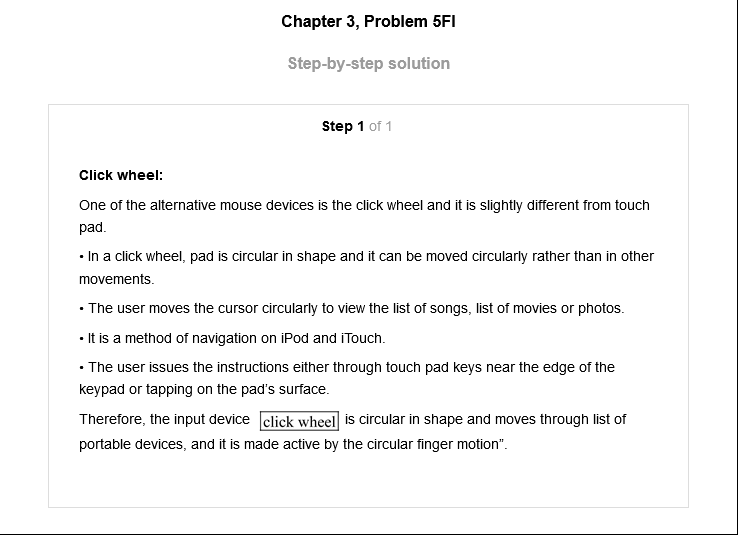 Chapter 3, Problem 5FI
Step-by-step solution
Step 1 of 1
Click wheel:
One of the alternative mouse devices is the click wheel and it is slightly different from touch
pad.
• In a click wheel, pad is circular in shape and it can be moved circularly rather than in other
movements.
• The user moves the cursor circularly to view the list of songs, list of movies or photos.
• It is a method of navigation on iPod and iTouch.
• The user issues the instructions either through touch pad keys near the edge of the
keypad or tapping on the pad's surface.
Therefore, the input device click wheel is circular in shape and moves through list of
portable devices, and it is made active by the circular finger motion”.